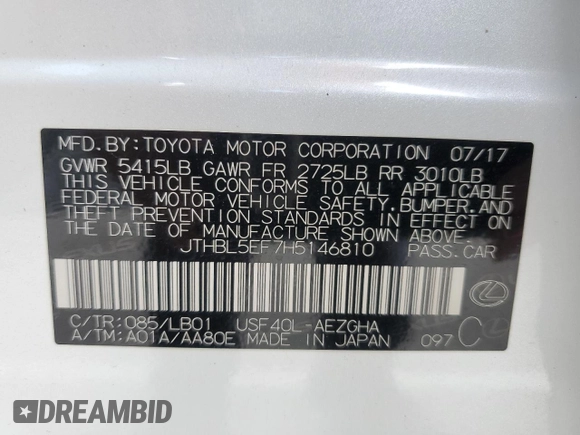 MFD.BY:TOYOTA MOTOR CORPORATION 07/17
GVWR 5415LB GAWR FR 2725LB RR 3010LB
THIS VEHICLE CONFORMS TO ALL APPLICABLE
FEDERAL MOTOR VEHICLE SAFETY,BUMPER,AND
THEFT PREVENTION STANDARDS IN EFFECT ON
THE DATE OF MANUFACTURE SHOWN ABOVE.
JTHBL5EF7H5146810 PASS.CAR
C/TR:085/LB01 USF40L-AEZGHA
A/TM:A01A/AA80E MADE IN JAPAN 097 C
DREAMBID